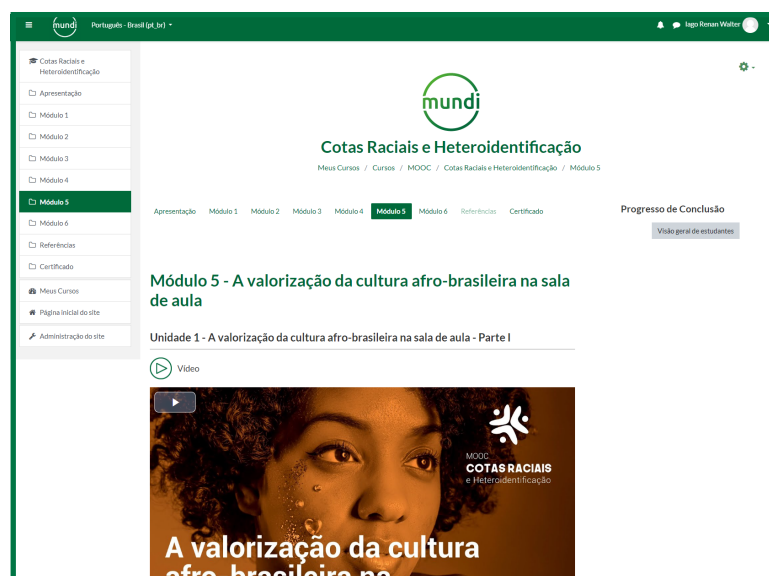 mundi
Português - Brasil (pt_br)
Iago Renan Walter
Cotas Raciais e
Heteroidentificação
Apresentação
Módulo 1
Módulo 2
Módulo 3
Módulo 4
Módulo 5
Módulo 6
Referências
Certificado
Meus Cursos
Página inicial do site
Administração do site
mundi
Cotas Raciais e Heteroidentificação
Meus Cursos / Cursos / MOOC / Cotas Raciais e Heteroidentificação / Módulo 5
Apresentação Módulo 1 Módulo 2 Módulo 3 Módulo 4 Módulo 5 Módulo 6 Referências Certificado
Progresso de Conclusão
Visão geral de estudantes
Módulo 5 - A valorização da cultura afro-brasileira na sala
de aula
Unidade 1 - A valorização da cultura afro-brasileira na sala de aula - Parte I
Vídeo
MOOC
COTAS RACIAIS
e Heteroidentificação
A valorização da cultura
afro-brasileira na